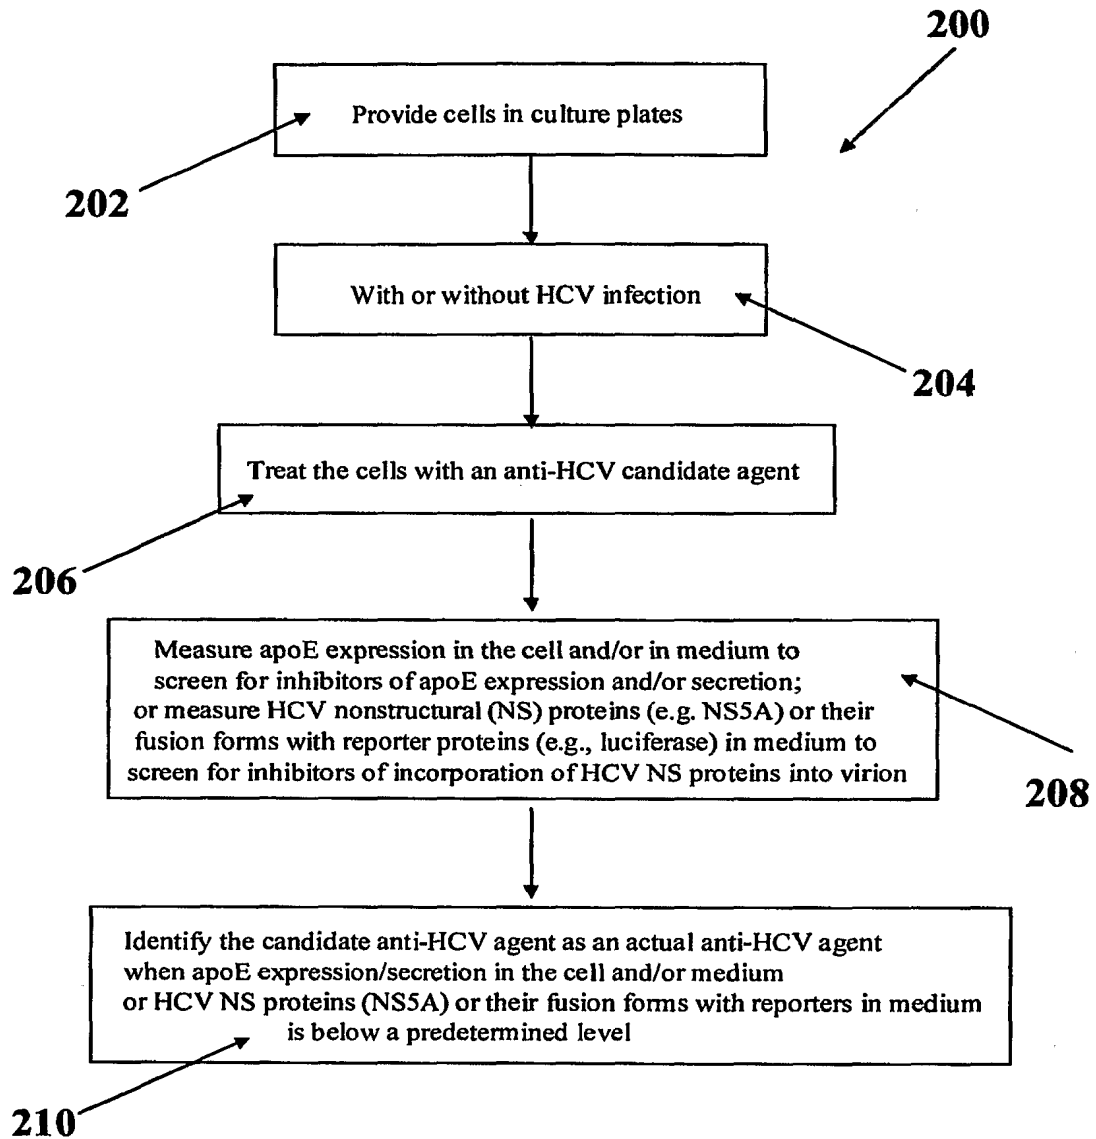 200
Provide cells in culture plates
202
With or without HCV infection
204
Treat the cells with an anti-HCV candidate agent
206
Measure apoE expression in the cell and/or in medium to
screen for inhibitors of apoE expression and/or secretion;
or measure HCV nonstructural (NS) proteins (e.g. NS5A) or their
fusion forms with reporter proteins (e.g., luciferase) in medium to
screen for inhibitors of incorporation of HCV NS proteins into virion
208
Identify the candidate anti-HCV agent as an actual anti-HCV agent
when apoE expression/secretion in the cell and/or medium
or HCV NS proteins (NS5A) or their fusion forms with reporters in medium
is below a predetermined level
210